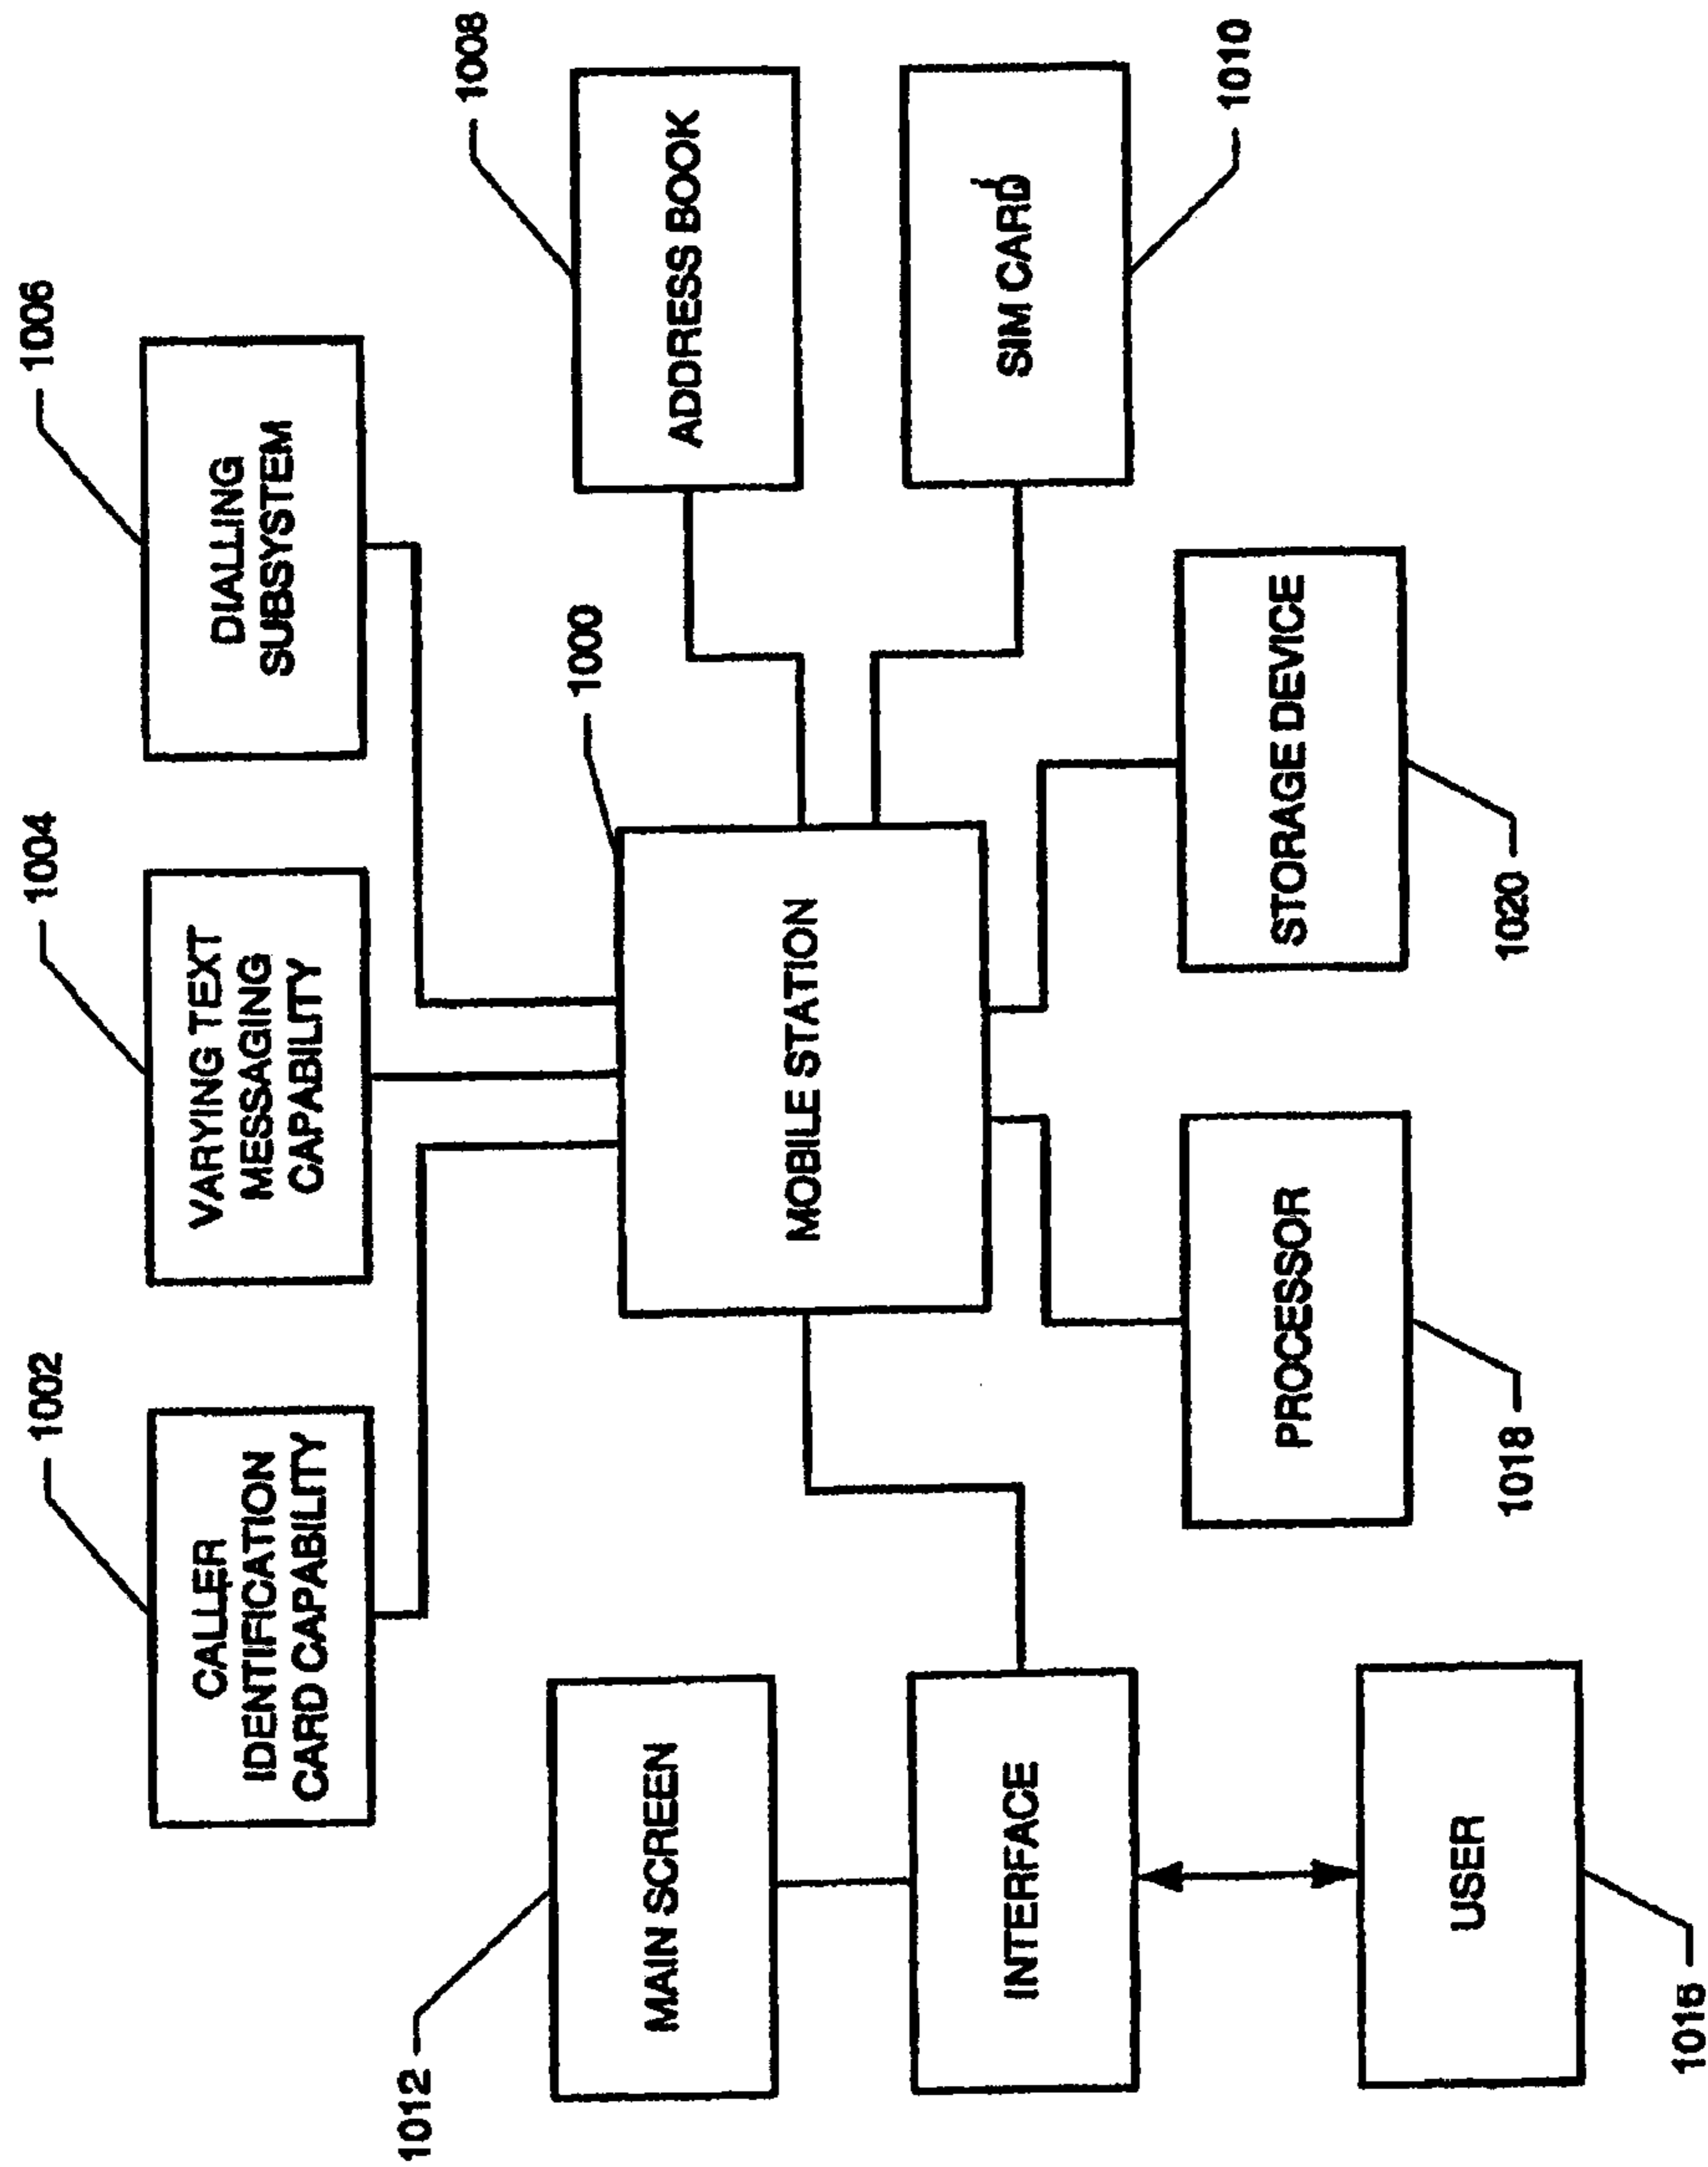 1002
1004
1006
CALLER
IDENTIFICATION
CARD CAPABILITY
VARYING TEXT
MESSAGING
CAPABILITY
DIALLING
SUBSYSTEM
1012
1000
1008
MAIN SCREEN
MOBILE STATION
ADDRESS BOOK
INTERFACE
SIM CARD
1010
PROCESSOR
STORAGE DEVICE
USER
1018
1020
1016